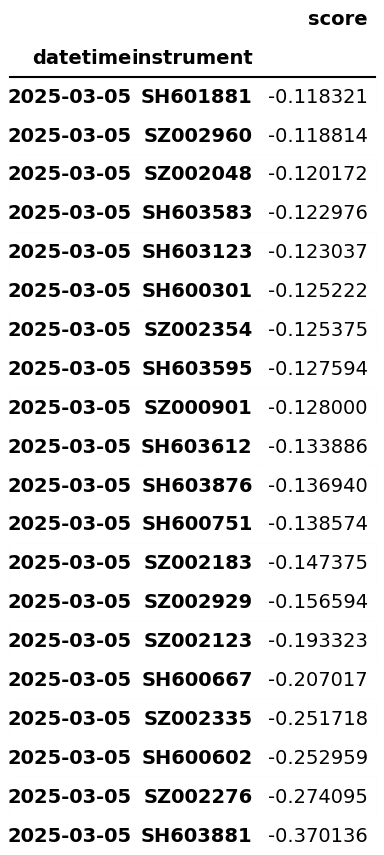 score
datetime instrument
2025-03-05 SH601881 -0.118321
2025-03-05 SZ002960 -0.118814
2025-03-05 SZ002048 -0.120172
2025-03-05 SH603583 -0.122976
2025-03-05 SH603123 -0.123037
2025-03-05 SH600301 -0.125222
2025-03-05 SZ002354 -0.125375
2025-03-05 SH603595 -0.127594
2025-03-05 SZ000901 -0.128000
2025-03-05 SH603612 -0.133886
2025-03-05 SH603876 -0.136940
2025-03-05 SH600751 -0.138574
2025-03-05 SZ002183 -0.147375
2025-03-05 SZ002929 -0.156594
2025-03-05 SZ002123 -0.193323
2025-03-05 SH600667 -0.207017
2025-03-05 SZ002335 -0.251718
2025-03-05 SH600602 -0.252959
2025-03-05 SZ002276 -0.274095
2025-03-05 SH603881 -0.370136